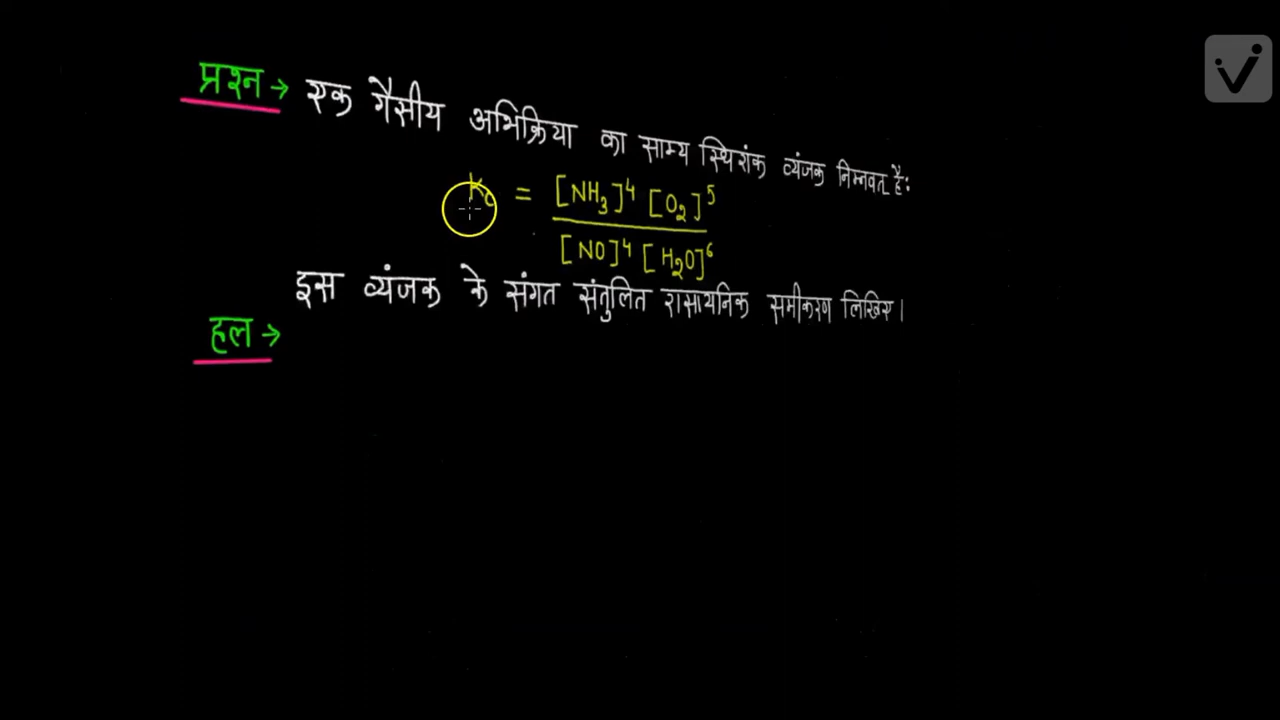 प्रश्न → एक गैसीय अभिक्रिया का साम्य स्थिरांक व्यंजक निम्नवत् है:
Kc = [NH₃]⁴ [O₂]⁵ / [NO]⁴ [H₂O]⁶
इस व्यंजक के संगत संतुलित रासायनिक समीकरण लिखिए।
हल →